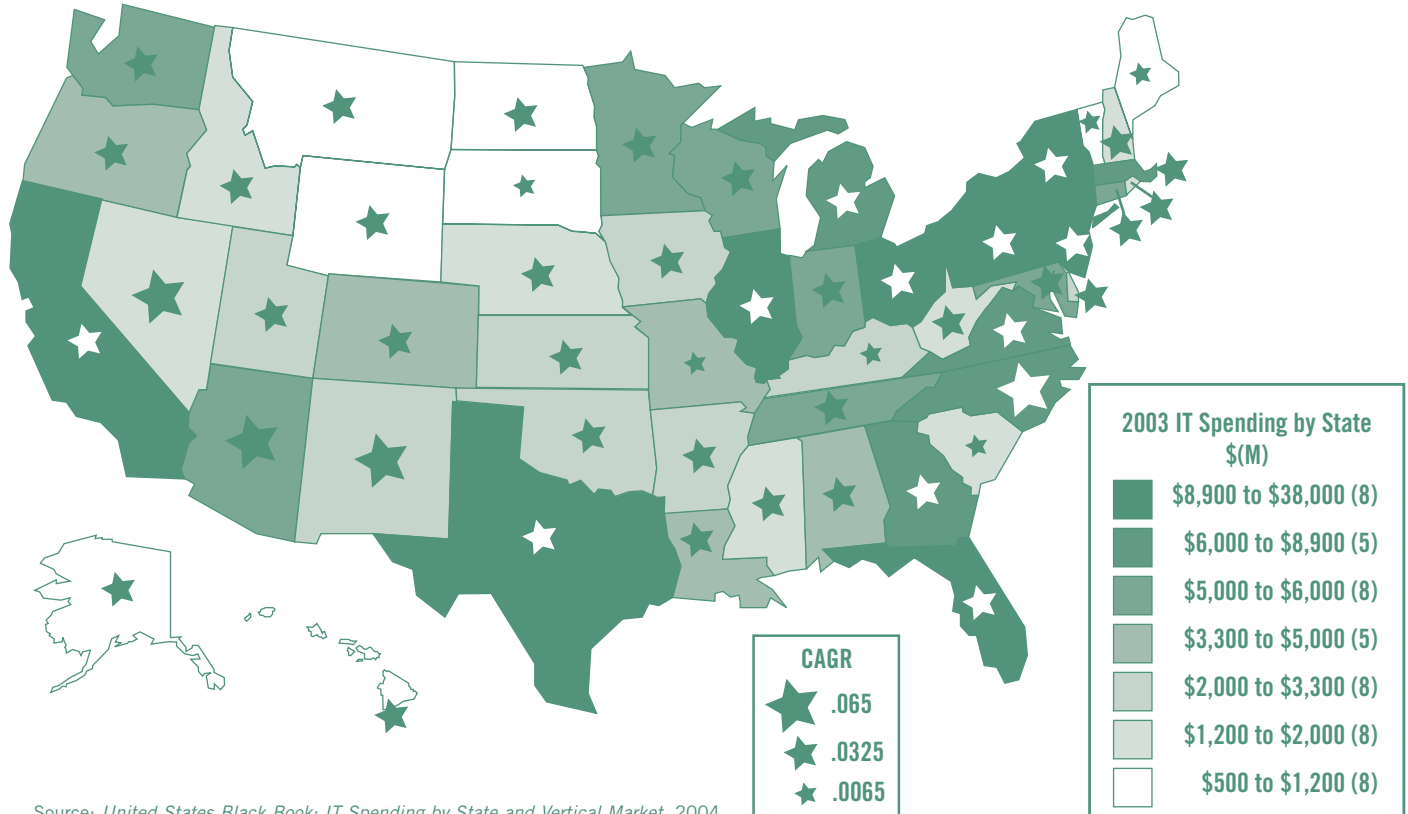 2003 IT Spending by State
$(M)
$8,900 to $38,000 (8)
$6,000 to $8,900 (5)
$5,000 to $6,000 (8)
$3,300 to $5,000 (5)
$2,000 to $3,300 (8)
$1,200 to $2,000 (8)
$500 to $1,200 (8)
CAGR
.065
.0325
.0065
Source: United States Black Book: IT Spending by State and Vertical Market, 2004